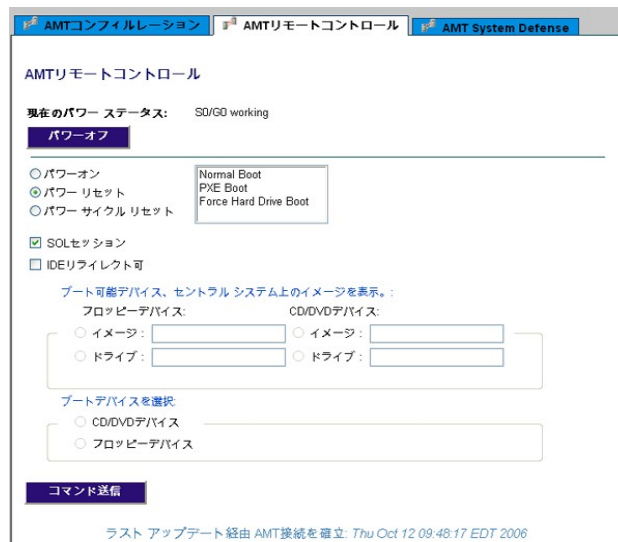 AMTコンフィルレーション AMTリモートコントロール AMT System Defense
AMTリモートコントロール
現在のパワー ステータス: S0/G0 working
パワーオフ
パワーオン
パワー リセット
パワー サイクル リセット
Normal Boot
PXE Boot
Force Hard Drive Boot
SOLセッション
IDEリライレクト可
ブート可能デバイス、セントラル システム上のイメージを表示。:
フロッピーデバイス: CD/DVDデバイス:
イメージ : イメージ :
ドライブ : ドライブ :
ブートデバイスを選択:
CD/DVDデバイス
フロッピーデバイス
コマンド送信
ラスト アップデート経由 AMT接続を確立: Thu Oct 12 09:48:17 EDT 2006